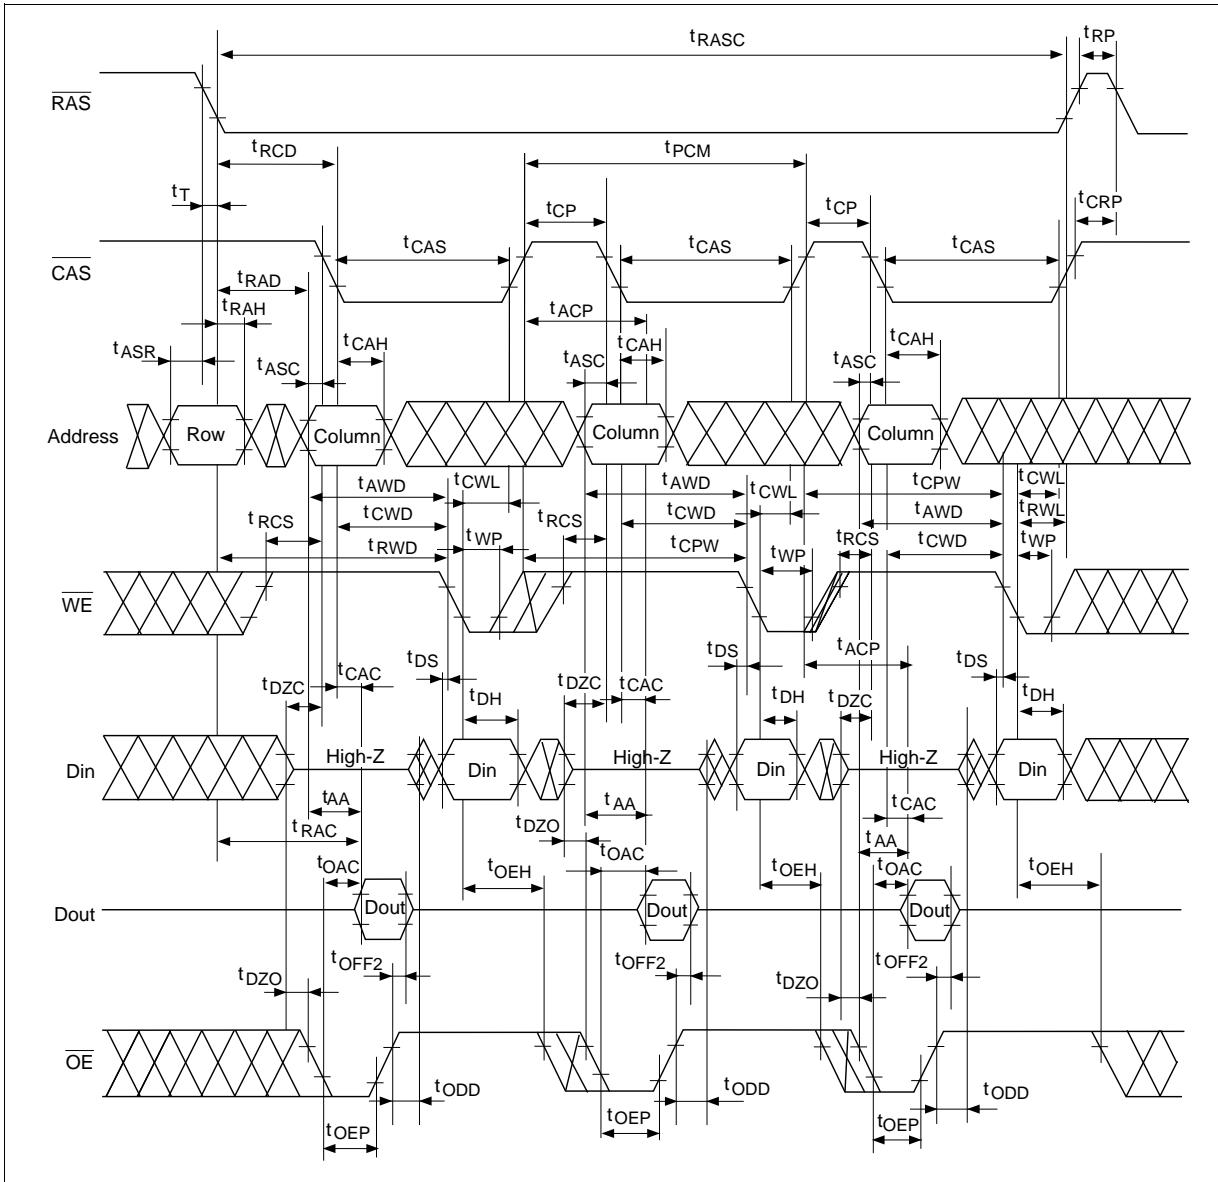 tRASC tRP
RAS
tRCD tPCM
tT tCP tCP tCRP
CAS tCAS tCAS tCAS
tRAD
tRAH tACP
tASR tASC tCAH tASC tCAH tASC tCAH
Address Row Column Column Column
tAWD tCWL tAWD tCWL tCPW tCWL
tRCS tCWD tRCS tCWD tAWD tRWL
tRWD tWP tCPW tWP tRCS tCWD tWP
WE
tACP
tDZC tCAC tDS tDZC tCAC tDS tDZC tDS
tDH tDH tDH
Din High-Z Din High-Z Din High-Z Din
tAA tAA tCAC
tRAC tDZO tAA
tOAC tOEH tOAC tOEH tOAC tOEH
Dout Dout Dout Dout
tDZO tOFF2 tOFF2 tDZO tOFF2
OE
tODD tODD tODD
tOEP tOEP tOEP